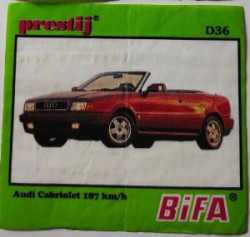 prestij®
D36
Audi Cabriolet 187 km/h
BiFA®